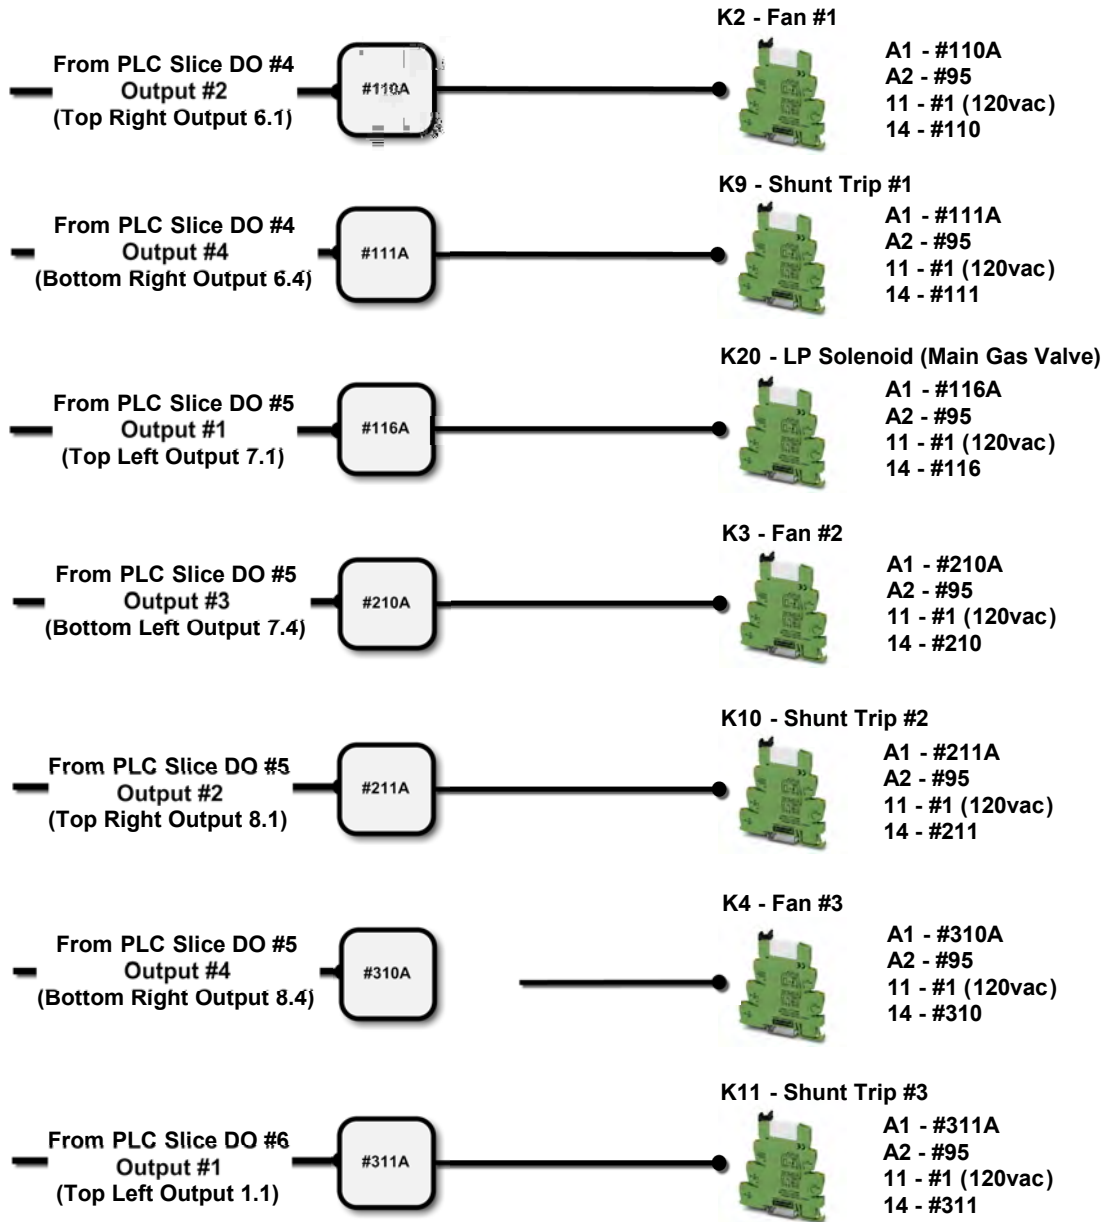 K2 - Fan #1
From PLC Slice DO #4
Output #2
(Top Right Output 6.1)
#110A
A1 - #110A
A2 - #95
11 - #1 (120vac)
14 - #110
K9 - Shunt Trip #1
From PLC Slice DO #4
Output #4
(Bottom Right Output 6.4)
#111A
A1 - #111A
A2 - #95
11 - #1 (120vac)
14 - #111
K20 - LP Solenoid (Main Gas Valve)
From PLC Slice DO #5
Output #1
(Top Left Output 7.1)
#116A
A1 - #116A
A2 - #95
11 - #1 (120vac)
14 - #116
K3 - Fan #2
From PLC Slice DO #5
Output #3
(Bottom Left Output 7.4)
#210A
A1 - #210A
A2 - #95
11 - #1 (120vac)
14 - #210
K10 - Shunt Trip #2
From PLC Slice DO #5
Output #2
(Top Right Output 8.1)
#211A
A1 - #211A
A2 - #95
11 - #1 (120vac)
14 - #211
K4 - Fan #3
From PLC Slice DO #5
Output #4
(Bottom Right Output 8.4)
#310A
A1 - #310A
A2 - #95
11 - #1 (120vac)
14 - #310
K11 - Shunt Trip #3
From PLC Slice DO #6
Output #1
(Top Left Output 1.1)
#311A
A1 - #311A
A2 - #95
11 - #1 (120vac)
14 - #311